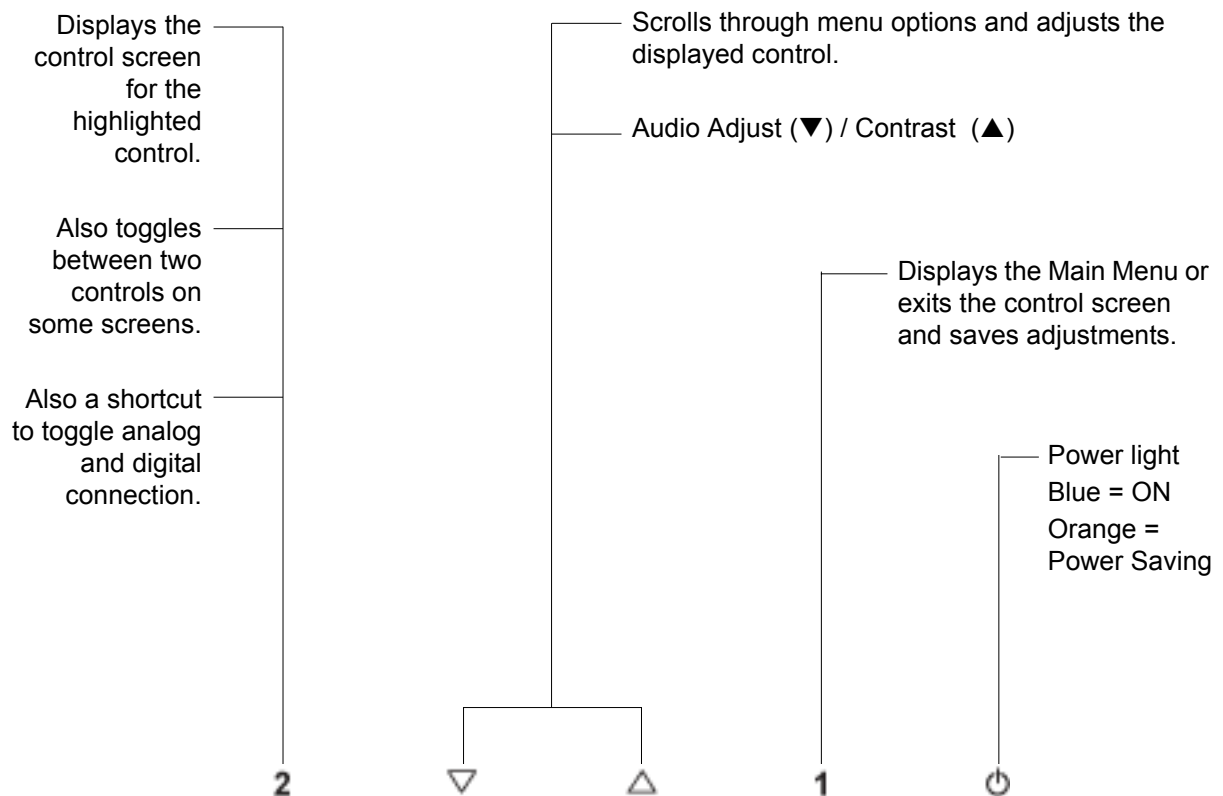 Displays the
control screen
for the
highlighted
control.
Also toggles
between two
controls on
some screens.
Also a shortcut
to toggle analog
and digital
connection.
Scrolls through menu options and adjusts the
displayed control.
Audio Adjust (▼) / Contrast (▲)
Displays the Main Menu or
exits the control screen
and saves adjustments.
Power light
Blue = ON
Orange =
Power Saving
2 ▽ △ 1 ⏻